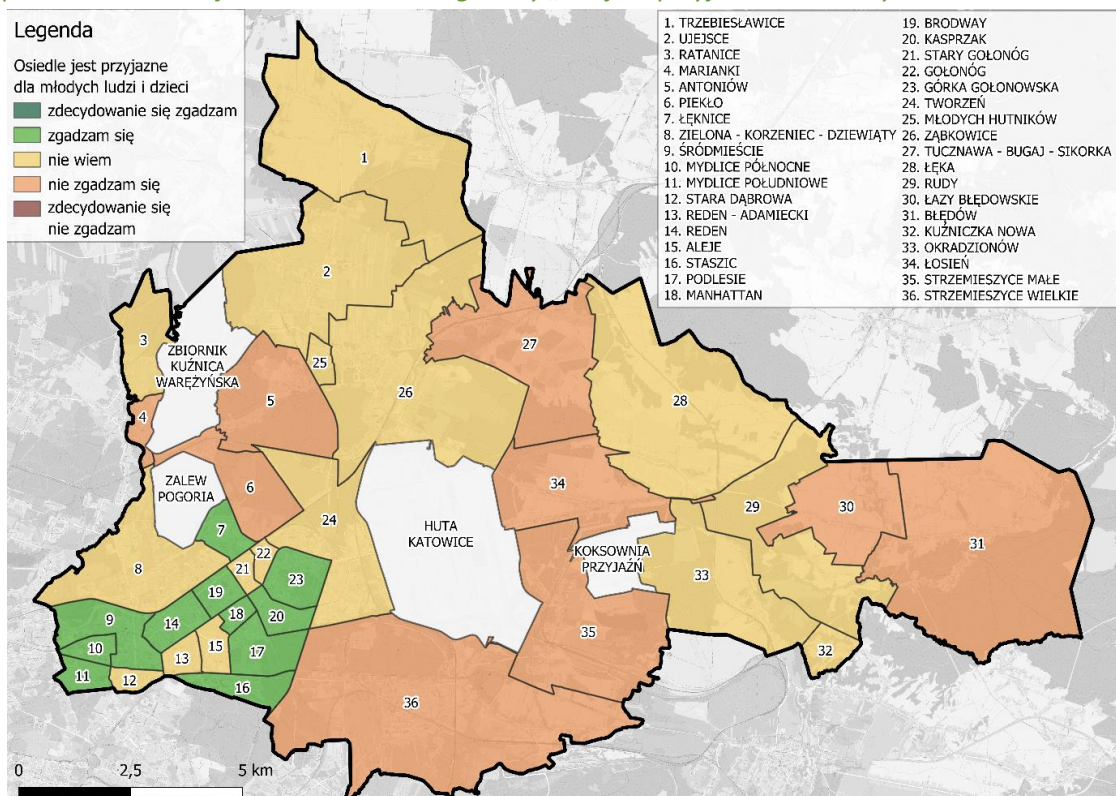 Legenda
Osiedle jest przyjazne
dla młodych ludzi i dzieci
zdecydowanie się zgadzam
zgadzam się
nie wiem
nie zgadzam się
zdecydowanie się
nie zgadzam
1. TRZEBIESŁAWICE
2. UJEJSCE
3. RATANICE
4. MARIANKI
5. ANTONIÓW
6. PIEKŁO
7. ŁĘKNICE
8. ZIELONA - KORZENIEC - DZIEWIĄTY
9. ŚRÓDMIEŚCIE
10. MYDLICE PÓŁNOCNE
11. MYDLICE POŁUDNIOWE
12. STARA DĄBROWA
13. REDEN - ADAMIECKI
14. REDEN
15. ALEJE
16. STASZIC
17. PODLESIE
18. MANHATTAN
19. BRODWAY
20. KASPRZAK
21. STARY GOŁONÓG
22. GOŁONÓG
23. GÓRKA GOŁONOWSKA
24. TWORZEŃ
25. MŁODYCH HUTNIKÓW
26. ZĄBKOWICE
27. TUCZNAWA - BUGAJ - SIKORKA
28. ŁĘKA
29. RUDY
30. ŁAZY BŁĘDOWSKIE
31. BŁĘDÓW
32. KUŹNICZKA NOWA
33. OKRADZIONÓW
34. ŁOSIEŃ
35. STRZEMIESZYCE MAŁE
36. STRZEMIESZYCE WIELKIE
1
2
3
ZBIORNIK
KUŹNICA
WARĘŻYŃSKA
25
27
4
5
26
28
ZALEW
POGORIA
6
34
30
7
24
HUTA
KATOWICE
29
31
KOKSOWNIA
PRZYJAŹŃ
22
8
21
23
33
19
9
18
20
14
35
10
13
15
17
32
11
12
16
36
0
2,5
5 km